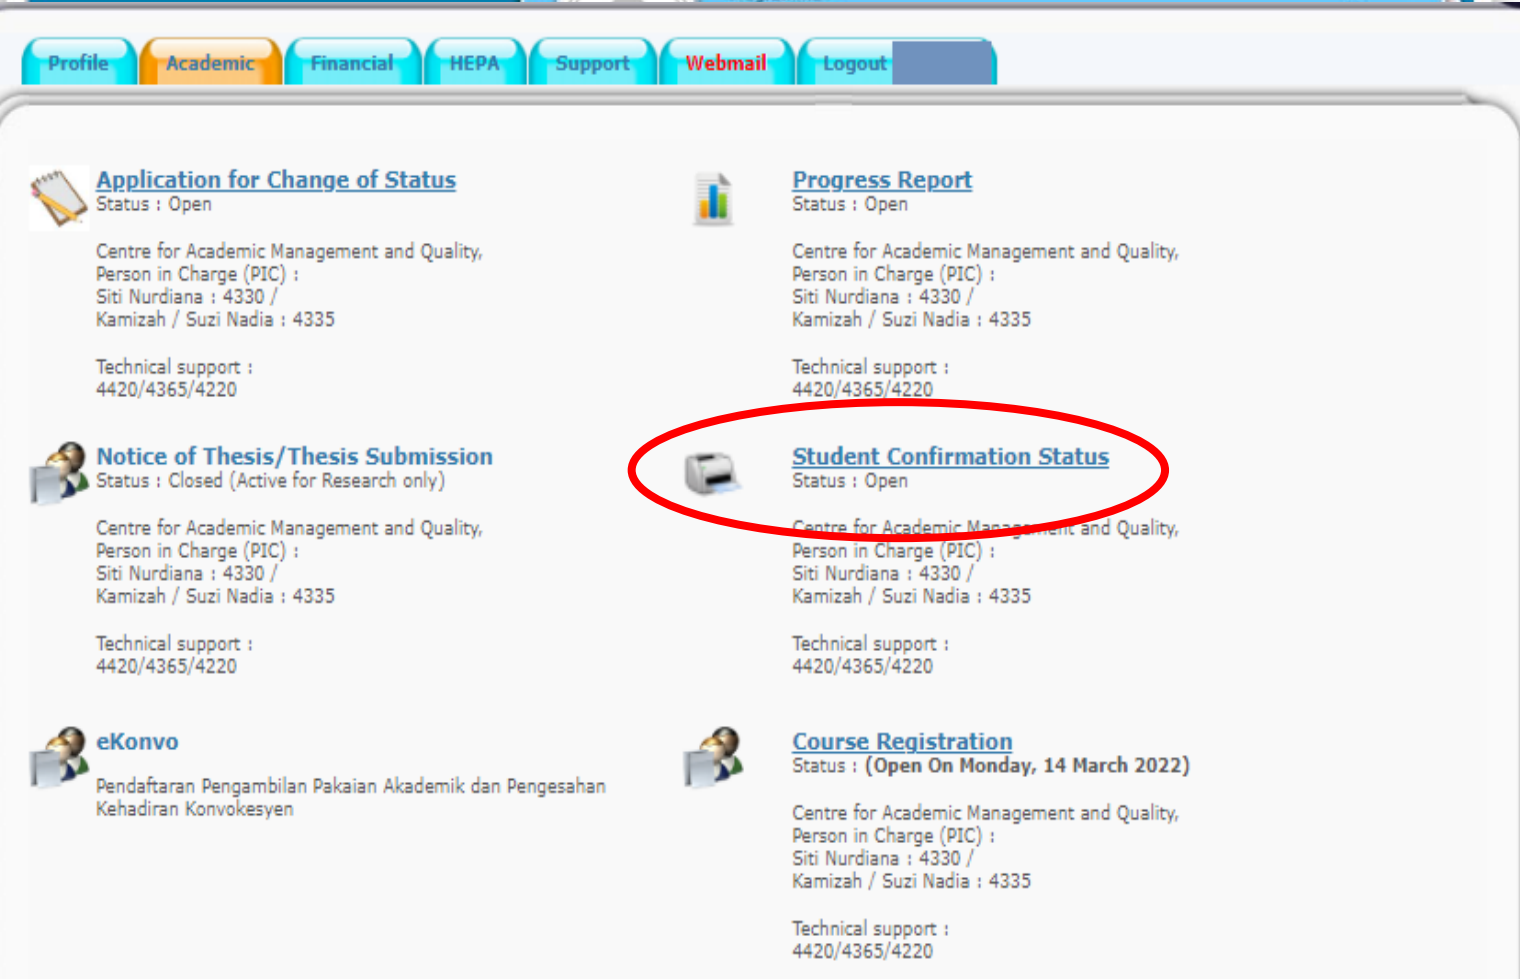 Profile Academic Financial HEPA Support Webmail Logout
Application for Change of Status
Status : Open
Centre for Academic Management and Quality,
Person in Charge (PIC) :
Siti Nurdiana : 4330 /
Kamizah / Suzi Nadia : 4335
Technical support :
4420/4365/4220
Progress Report
Status : Open
Centre for Academic Management and Quality,
Person in Charge (PIC) :
Siti Nurdiana : 4330 /
Kamizah / Suzi Nadia : 4335
Technical support :
4420/4365/4220
Notice of Thesis/Thesis Submission
Status : Closed (Active for Research only)
Centre for Academic Management and Quality,
Person in Charge (PIC) :
Siti Nurdiana : 4330 /
Kamizah / Suzi Nadia : 4335
Technical support :
4420/4365/4220
Student Confirmation Status
Status : Open
Centre for Academic Management and Quality,
Person in Charge (PIC) :
Siti Nurdiana : 4330 /
Kamizah / Suzi Nadia : 4335
Technical support :
4420/4365/4220
eKonvo
Pendaftaran Pengambilan Pakaian Akademik dan Pengesahan
Kehadiran Konvokesyen
Course Registration
Status : (Open On Monday, 14 March 2022)
Centre for Academic Management and Quality,
Person in Charge (PIC) :
Siti Nurdiana : 4330 /
Kamizah / Suzi Nadia : 4335
Technical support :
4420/4365/4220